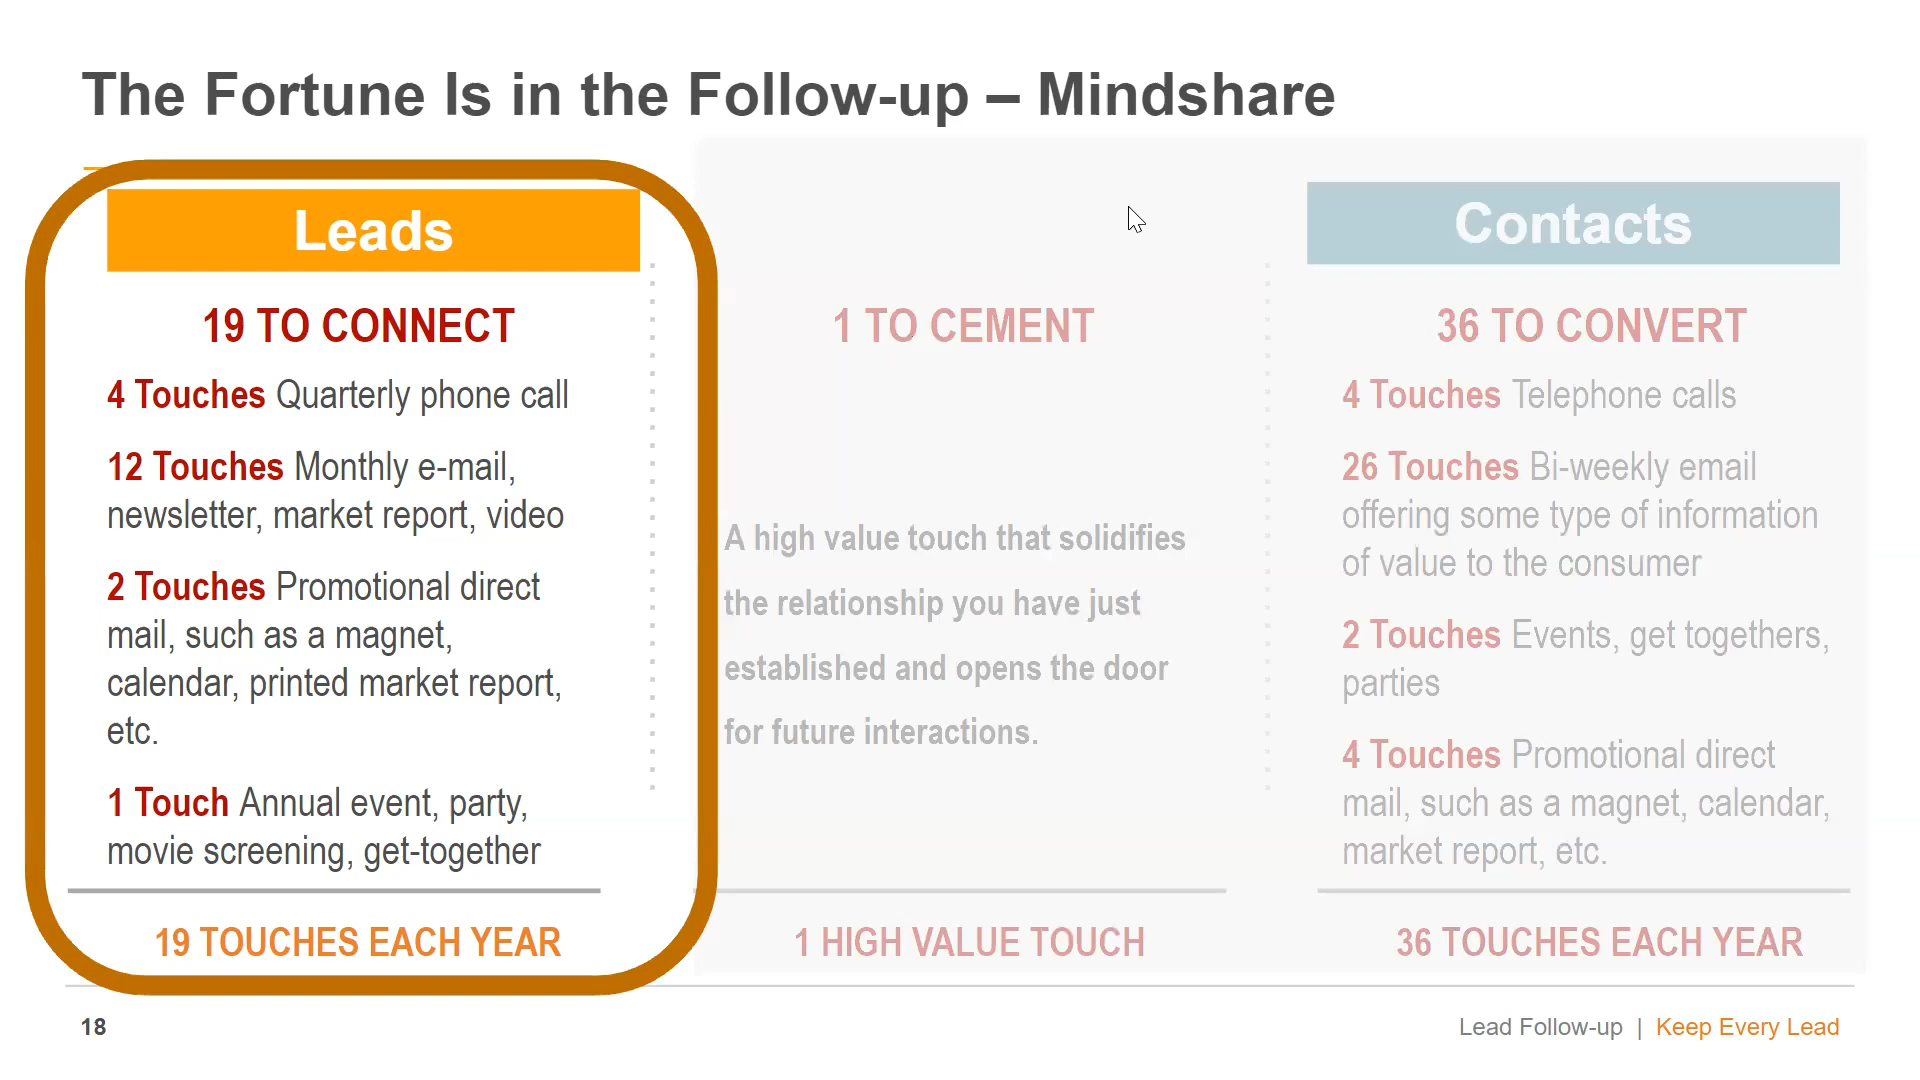 The Fortune Is in the Follow-up – Mindshare
Leads
19 TO CONNECT
4 Touches Quarterly phone call
12 Touches Monthly e-mail,
newsletter, market report, video
2 Touches Promotional direct
mail, such as a magnet,
calendar, printed market report,
etc.
1 Touch Annual event, party,
movie screening, get-together
19 TOUCHES EACH YEAR
1 TO CEMENT
A high value touch that solidifies
the relationship you have just
established and opens the door
for future interactions.
1 HIGH VALUE TOUCH
Contacts
36 TO CONVERT
4 Touches Telephone calls
26 Touches Bi-weekly email
offering some type of information
of value to the consumer
2 Touches Events, get togethers,
parties
4 Touches Promotional direct
mail, such as a magnet, calendar,
market report, etc.
36 TOUCHES EACH YEAR
18
Lead Follow-up | Keep Every Lead